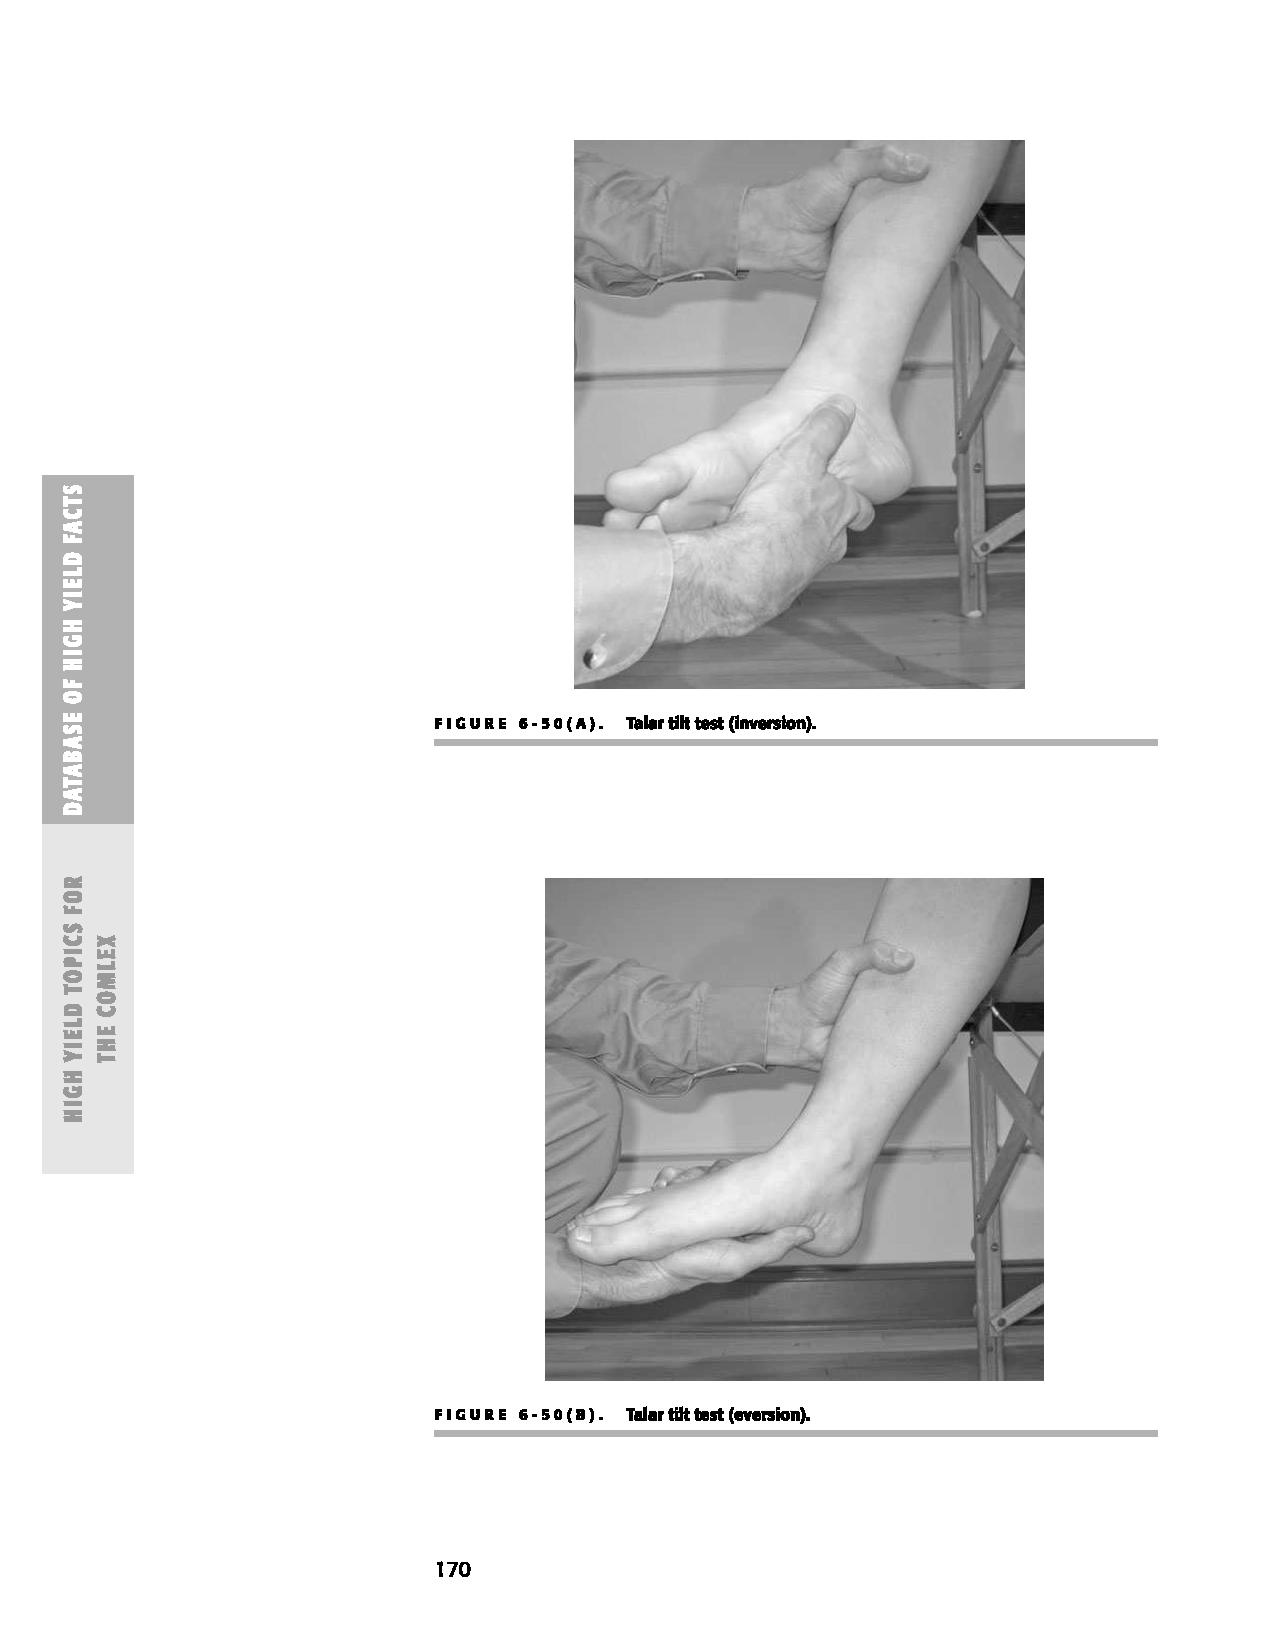 DATABASE OF HIGH YIELD FACTS
HIGH YIELD TOPICS FOR
THE COMLEX
FIGURE 6-50(A). Talar tilt test (inversion).
FIGURE 6-50(B). Talar tilt test (eversion).
170